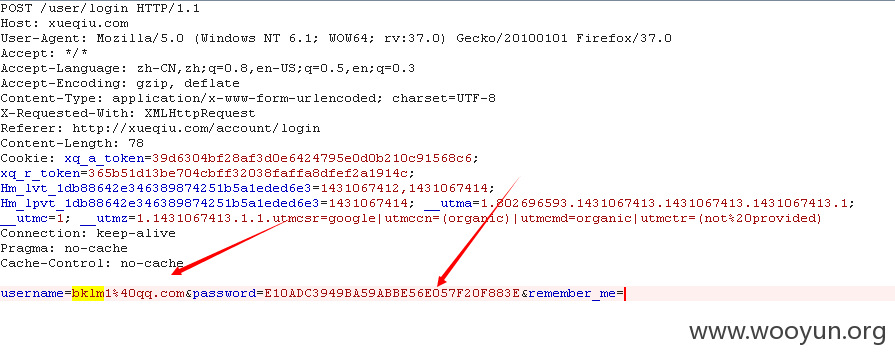 POST /user/login HTTP/1.1
Host: xueqiu.com
User-Agent: Mozilla/5.0 (Windows NT 6.1; WOW64; rv:37.0) Gecko/20100101 Firefox/37.0
Accept: */*
Accept-Language: zh-CN,zh;q=0.8,en-US;q=0.5,en;q=0.3
Accept-Encoding: gzip, deflate
Content-Type: application/x-www-form-urlencoded; charset=UTF-8
X-Requested-With: XMLHttpRequest
Referer: http://xueqiu.com/account/login
Content-Length: 78
Cookie: xq_a_token=39d6304bf28af3d0e6424795e0d0b210c91568c6;
xq_r_token=365b51d13be704cbff32038faffa8dfef2a1914c;
Hm_lvt_1db88642e346389874251b5a1eded6e3=1431067412,1431067414;
Hm_lpvt_1db88642e346389874251b5a1eded6e3=1431067414; __utma=1.802696593.1431067413.1431067413.1431067413.1;
__utmc=1; __utmz=1.1431067413.1.1.utmcsr=google|utmccn=(organic)|utmcmd=organic|utmctr=(not%20provided)
Connection: keep-alive
Pragma: no-cache
Cache-Control: no-cache
username=bklm1%40qq.com&password=E10ADC3949BA59ABBE56E057F20F883E&remember_me=
www.wooyun.org